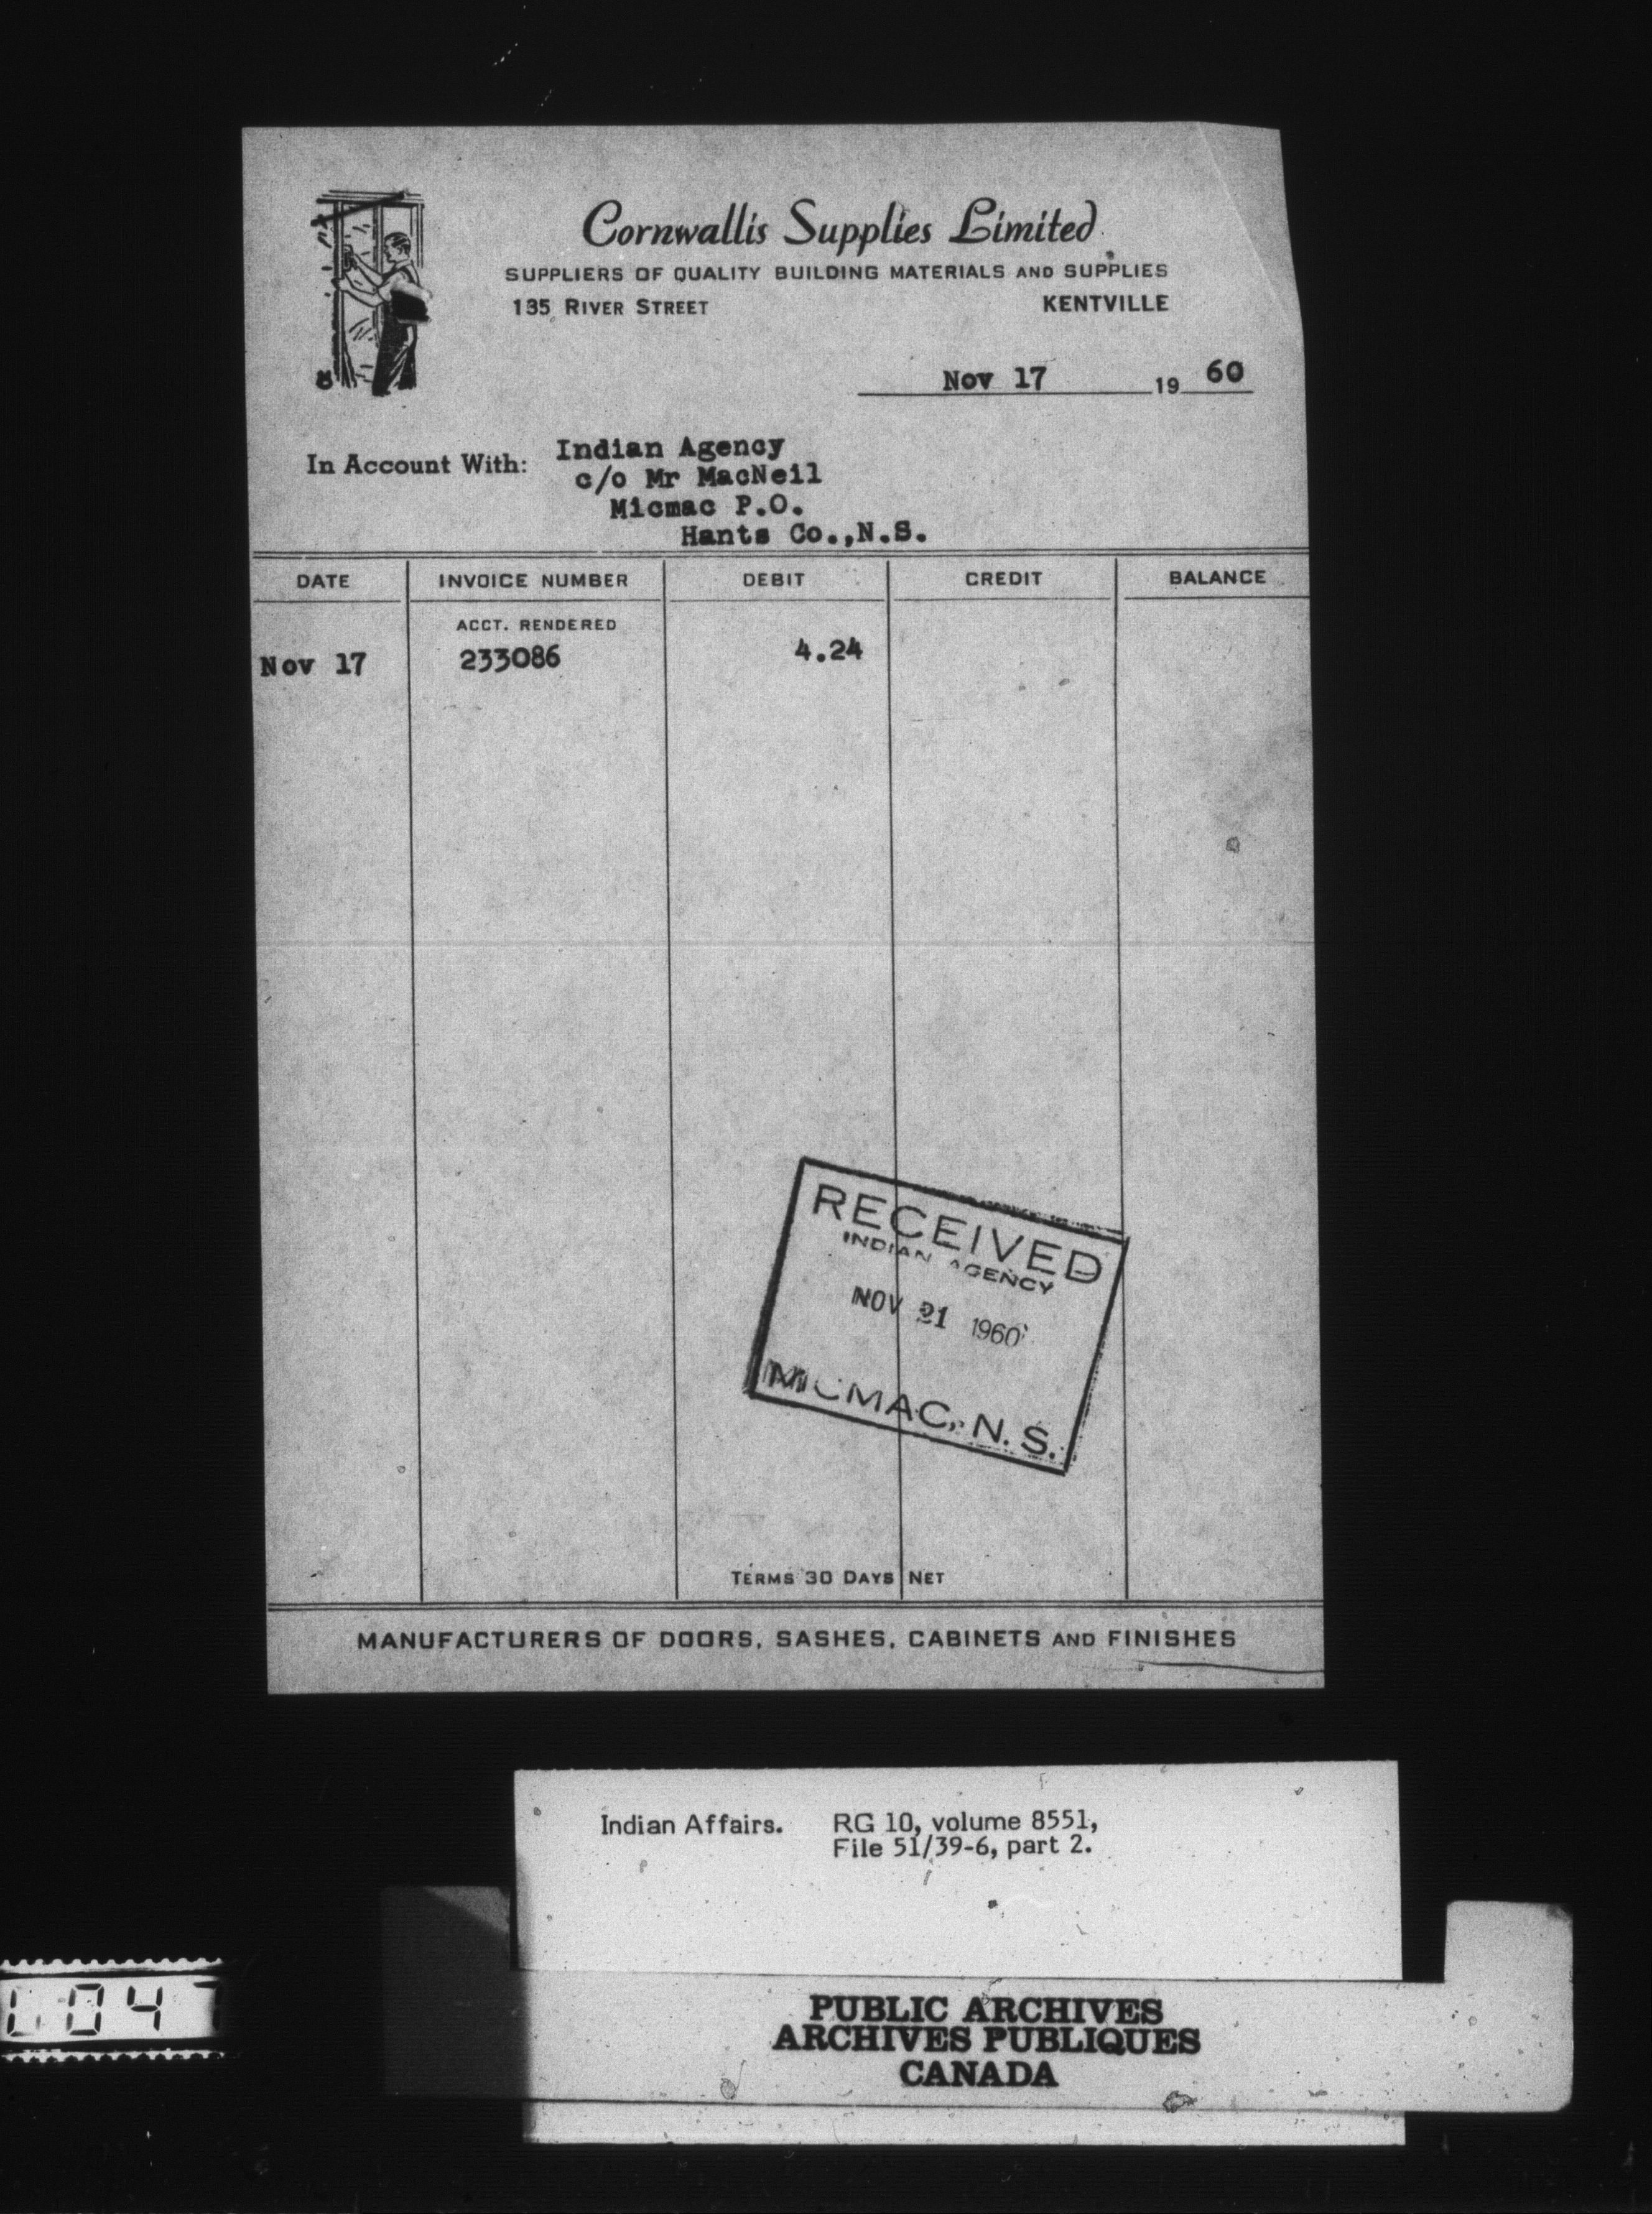 Cornwallis Supplies Limited
SUPPLIERS OF QUALITY BUILDING MATERIALS AND SUPPLIES
135 RIVER STREET KENTVILLE
Nov 17 19 60
In Account With: Indian Agency
c/o Mr MacNeil
Micmac P.O.
Hants Co.,N.S.
DATE INVOICE NUMBER DEBIT CREDIT BALANCE
ACCT. RENDERED
Nov 17 233086 4.24
RECEIVED
INDIAN AGENCY
NOV 21 1960
MICMAC, N. S.
TERMS 30 DAYS NET
MANUFACTURERS OF DOORS, SASHES, CABINETS AND FINISHES
Indian Affairs. RG 10, volume 8551,
File 51/39-6, part 2.
PUBLIC ARCHIVES
ARCHIVES PUBLIQUES
CANADA